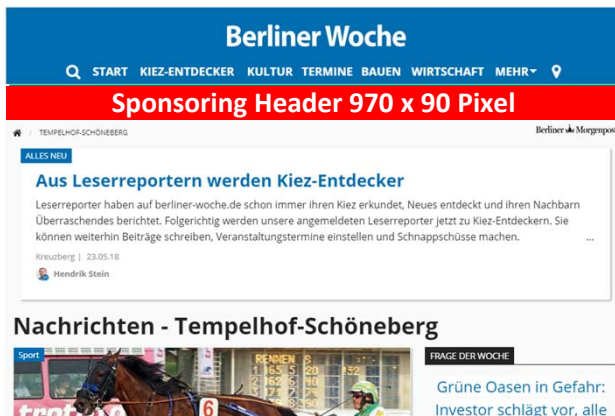 Berliner Woche
START KIEZ-ENTDECKER KULTUR TERMINE BAUEN WIRTSCHAFT MEHR
Sponsoring Header 970 x 90 Pixel
/ TEMPELHOF-SCHÖNEBERG
Berliner Morgenpost
ALLES NEU
Aus Leserreportern werden Kiez-Entdecker
Leserreporter haben auf berliner-woche.de schon immer ihren Kiez erkundet, Neues entdeckt und ihren Nachbarn
Überraschendes berichtet. Folgerichtig werden unsere angemeldeten Leserreporter jetzt zu Kiez-Entdeckern. Sie
können weiterhin Beiträge schreiben, Veranstaltungstermine einstellen und Schnappschüsse machen. ...
Kreuzberg | 23.05.18
Hendrik Stein
Nachrichten - Tempelhof-Schöneberg
Sport
RENNEN
6
FRAGE DER WOCHE
Grüne Oasen in Gefahr:
Investor schlägt vor, alle